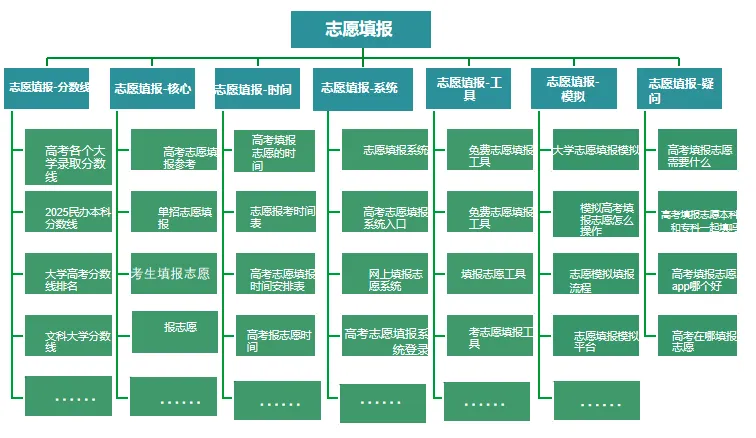 志愿填报
志愿填报-分数线
志愿填报-核心
志愿填报-时间
志愿填报-系统
志愿填报-工
具
志愿填报-
模拟
志愿填报-疑
问
高考各个大
学录取分数
线
2025民办本科
分数线
大学高考分数
线排名
文科大学分数
线
......
高考志愿填
报参考
单招志愿填
报
考生填报志愿
报志愿
......
高考填报
志愿的时
间
志愿报考时间
表
高考志愿填报
时间安排表
高考报志愿时
间
......
志愿填报系统
高考志愿填报
系统入口
网上填报志
愿系统
高考志愿填报系
统登录
......
免费志愿填报
工具
免费志愿填报
工具
填报志愿工具
考志愿填报工
具
......
大学志愿填报模拟
模拟高考填
报志愿怎么
操作
志愿模拟填报
流程
志愿填报模拟
平台
......
高考填报志愿
需要什么
高考填报志愿本科
和专科一起填吗
高考填报志愿
app哪个好
高考在哪填报
志愿